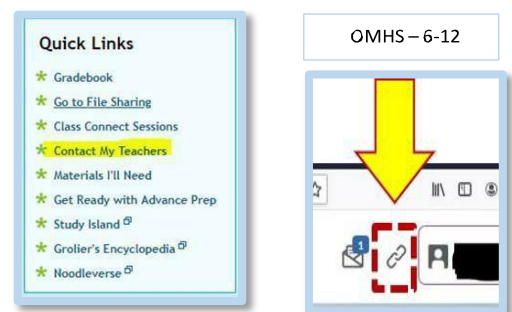 Quick Links
Gradebook
Go to File Sharing
Class Connect Sessions
Contact My Teachers
Materials I'll Need
Get Ready with Advance Prep
Study Island
Grolier's Encyclopedia
Noodleverse
OMHS – 6-12
1